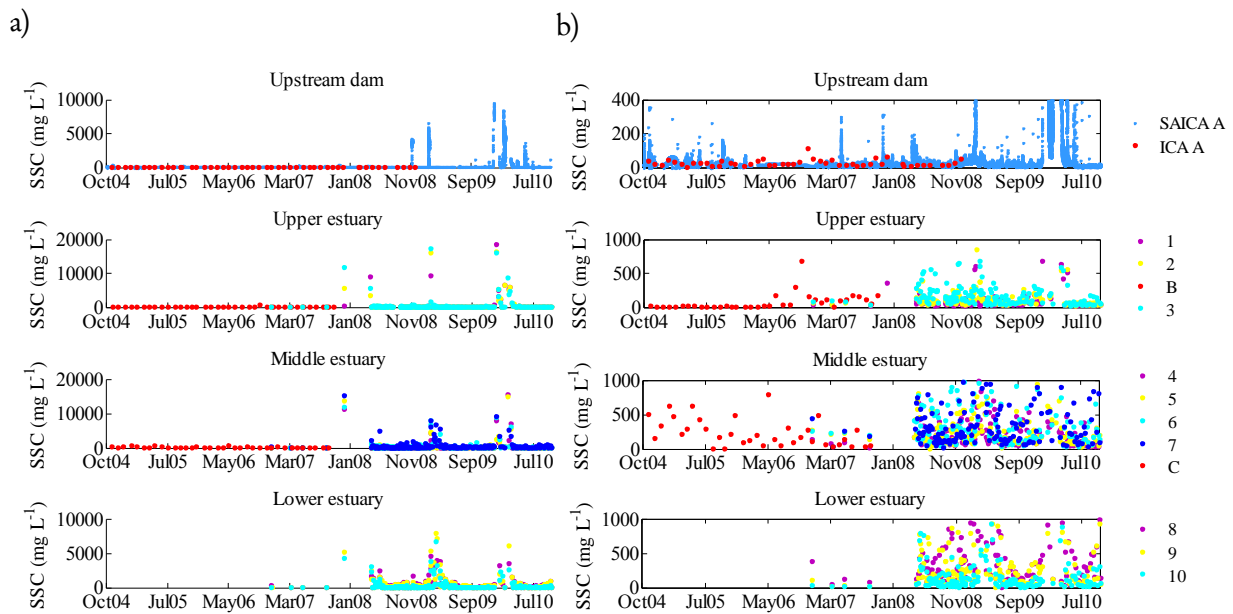 a)
Upstream dam
SSC (mg L⁻¹)
10000
5000
0
Oct04 Jul05 May06 Mar07 Jan08 Nov08 Sep09 Jul10
Upper estuary
SSC (mg L⁻¹)
20000
10000
0
Oct04 Jul05 May06 Mar07 Jan08 Nov08 Sep09 Jul10
Middle estuary
SSC (mg L⁻¹)
20000
10000
0
Oct04 Jul05 May06 Mar07 Jan08 Nov08 Sep09 Jul10
Lower estuary
SSC (mg L⁻¹)
10000
5000
0
Oct04 Jul05 May06 Mar07 Jan08 Nov08 Sep09 Jul10
b)
Upstream dam
SSC (mg L⁻¹)
400
200
0
Oct04 Jul05 May06 Mar07 Jan08 Nov08 Sep09 Jul10
SAICA A
ICA A
Upper estuary
SSC (mg L⁻¹)
1000
500
0
Oct04 Jul05 May06 Mar07 Jan08 Nov08 Sep09 Jul10
1
2
B
3
Middle estuary
SSC (mg L⁻¹)
1000
500
0
Oct04 Jul05 May06 Mar07 Jan08 Nov08 Sep09 Jul10
4
5
6
7
C
Lower estuary
SSC (mg L⁻¹)
1000
500
0
Oct04 Jul05 May06 Mar07 Jan08 Nov08 Sep09 Jul10
8
9
10